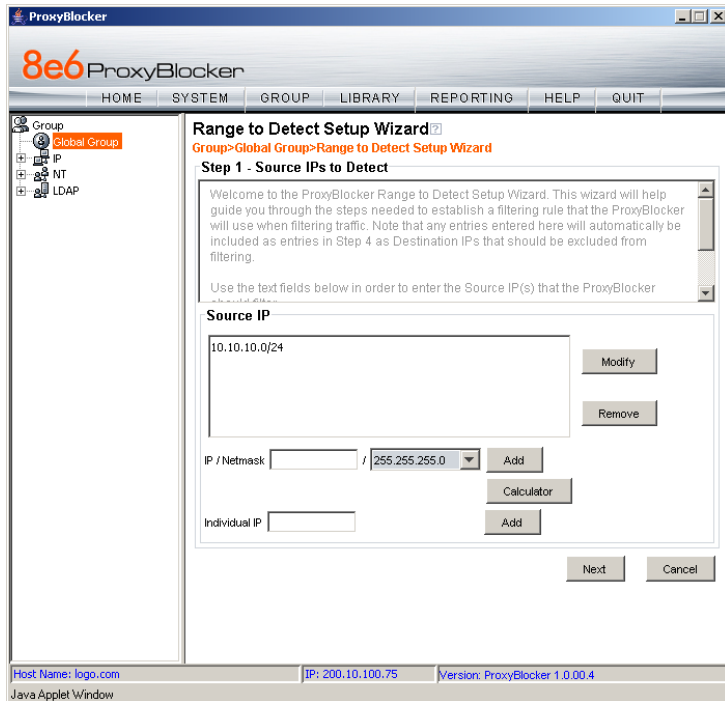 ProxyBlocker
8e6 ProxyBlocker
HOME SYSTEM GROUP LIBRARY REPORTING HELP QUIT
Group
Global Group
IP
NT
LDAP
Range to Detect Setup Wizard ?
Group>Global Group>Range to Detect Setup Wizard
Step 1 - Source IPs to Detect
Welcome to the ProxyBlocker Range to Detect Setup Wizard. This wizard will help
guide you through the steps needed to establish a filtering rule that the ProxyBlocker
will use when filtering traffic. Note that any entries entered here will automatically be
included as entries in Step 4 as Destination IPs that should be excluded from
filtering.
Use the text fields below in order to enter the Source IP(s) that the ProxyBlocker
should filter
Source IP
10.10.10.0/24
Modify
Remove
IP / Netmask / 255.255.255.0 Add
Calculator
Individual IP Add
Next Cancel
Host Name: logo.com IP: 200.10.100.75 Version: ProxyBlocker 1.0.00.4
Java Applet Window